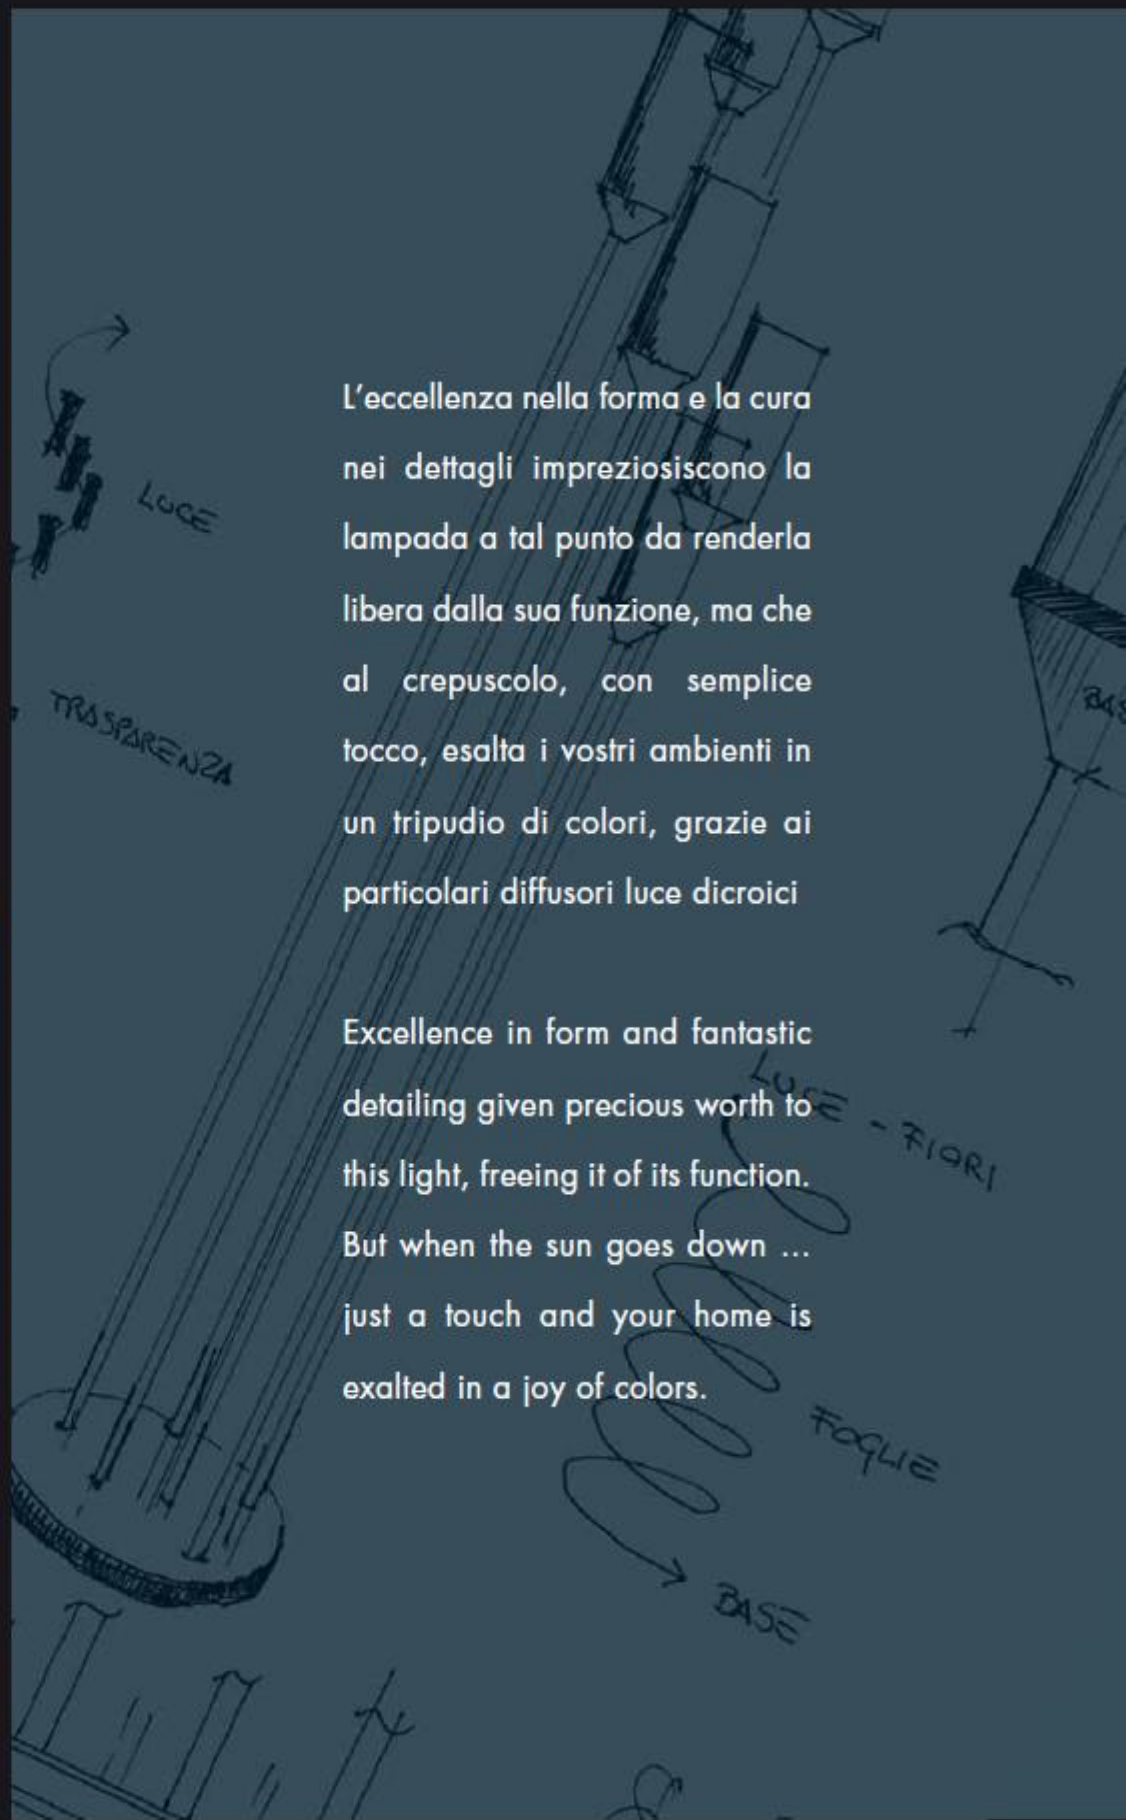 L'eccellenza nella forma e la cura
nei dettagli impreziosiscono la
lampada a tal punto da renderla
libera dalla sua funzione, ma che
al crepuscolo, con semplice
tocco, esalta i vostri ambienti in
un tripudio di colori, grazie ai
particolari diffusori luce dicroici
Excellence in form and fantastic
detailing given precious worth to
this light, freeing it of its function.
But when the sun goes down ...
just a touch and your home is
exalted in a joy of colors.
LUCE
TRASPARENZA
LUCE - FIORI
FOGLIE
BASE